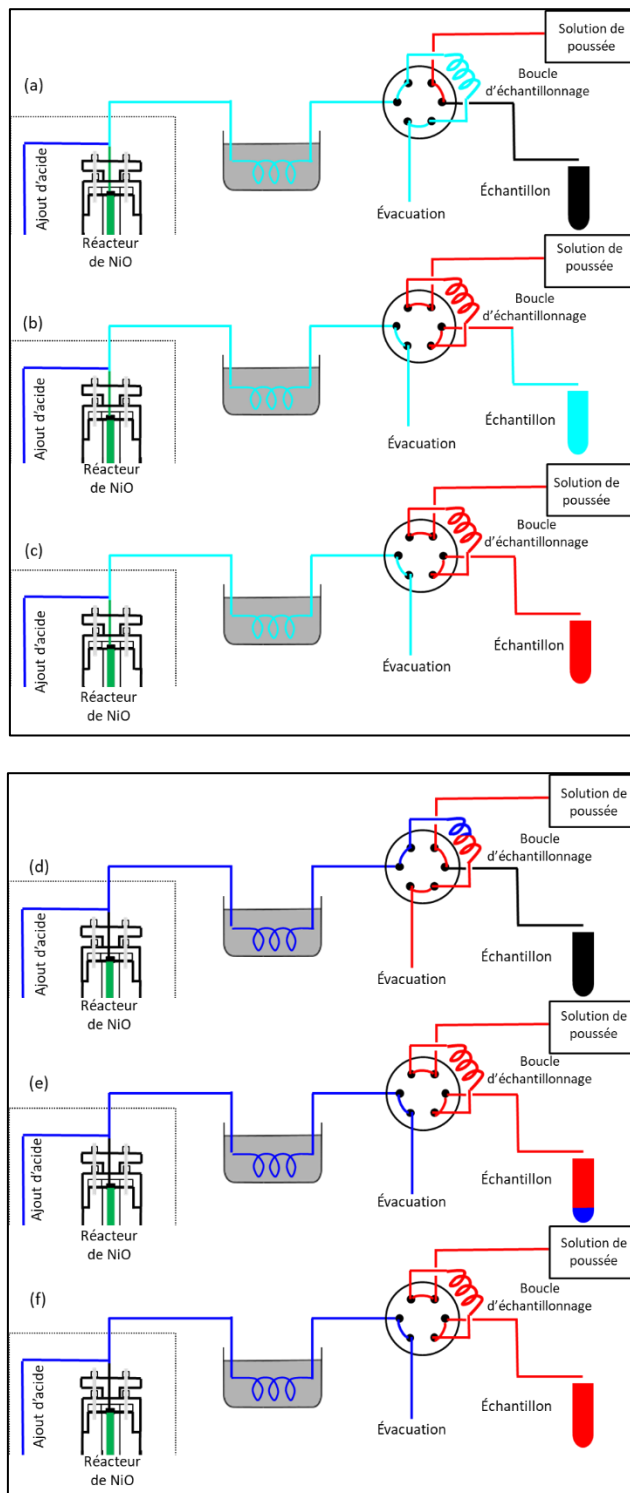 Solution de
poussée
(a)
Boucle
d'échantillonnage
Ajout d'acide
Échantillon
Évacuation
Réacteur
de NiO
Solution de
poussée
(b)
Boucle
d'échantillonnage
Ajout d'acide
Échantillon
Évacuation
Réacteur
de NiO
Solution de
poussée
(c)
Boucle
d'échantillonnage
Ajout d'acide
Échantillon
Évacuation
Réacteur
de NiO
Solution de
poussée
(d)
Boucle
d'échantillonnage
Ajout d'acide
Échantillon
Évacuation
Réacteur
de NiO
Solution de
poussée
(e)
Boucle
d'échantillonnage
Ajout d'acide
Échantillon
Évacuation
Réacteur
de NiO
Solution de
poussée
(f)
Boucle
d'échantillonnage
Ajout d'acide
Échantillon
Évacuation
Réacteur
de NiO